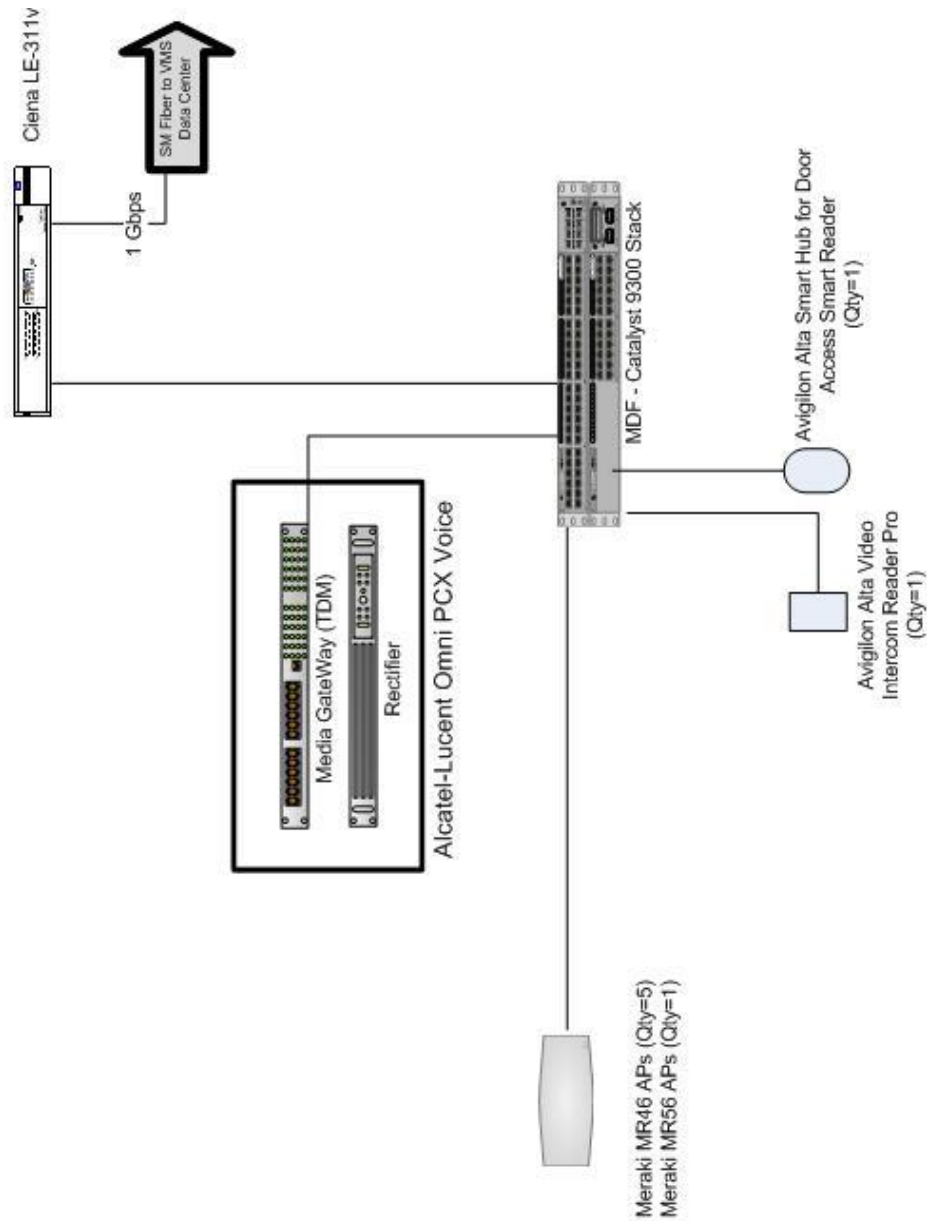 Ciena LE-311v
SM Fiber to VMS
Data Center
1 Gbps
Media GateWay (TDM)
Rectifier
Alcatel-Lucent Omni PCX Voice
MDF - Catalyst 9300 Stack
Meraki MR46 APs (Qty=5)
Meraki MR56 APs (Qty=1)
Avigilon Alta Video
Intercom Reader Pro
(Qty=1)
Avigilon Alta Smart Hub for Door
Access Smart Reader
(Qty=1)